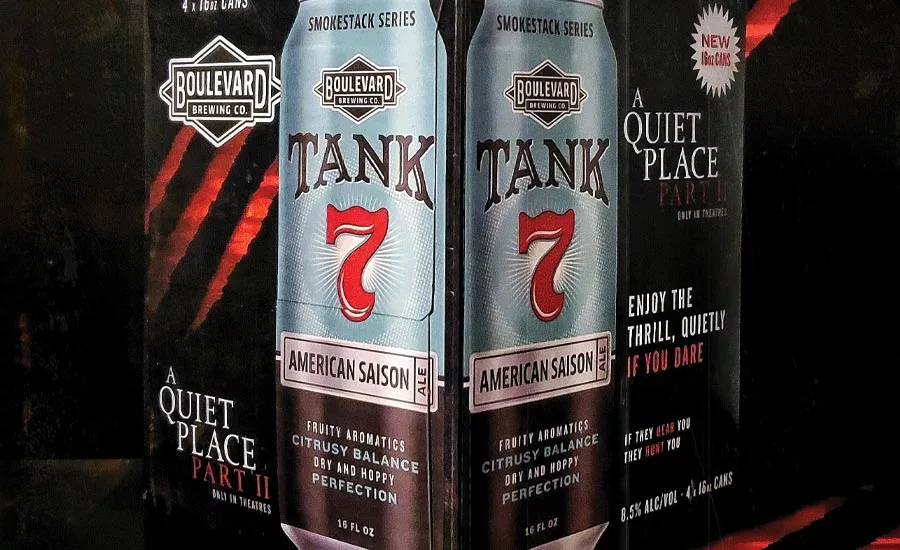 4 x 16oz CANS
BOULEVARD
BREWING CO.
A
QUIET
PLACE
PART II
ONLY IN THEATRES
SMOKESTACK SERIES
BOULEVARD
BREWING CO.
TANK
7
AMERICAN SAISON ALE
FRUITY AROMATICS
CITRUSY BALANCE
DRY AND HOPPY
PERFECTION
16 FL OZ
SMOKESTACK SERIES
BOULEVARD
BREWING CO.
TANK
7
AMERICAN SAISON ALE
FRUITY AROMATICS
CITRUSY BALANCE
DRY AND HOPPY
PERFECTION
16 FL OZ
NEW
16oz CANS
A
QUIET
PLACE
PART II
ONLY IN THEATRES
ENJOY THE
THRILL, QUIETLY
IF YOU DARE
IF THEY HEAR YOU
THEY HUNT YOU
8.5% ALC/VOL · 4 x 16oz CANS